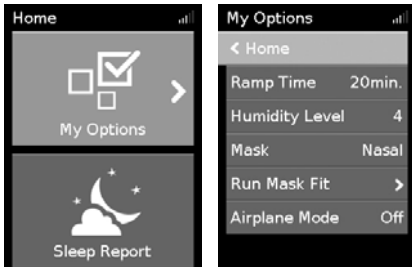 Home
My Options
Sleep Report
My Options
< Home
Ramp Time 20min.
Humidity Level 4
Mask Nasal
Run Mask Fit >
Airplane Mode Off